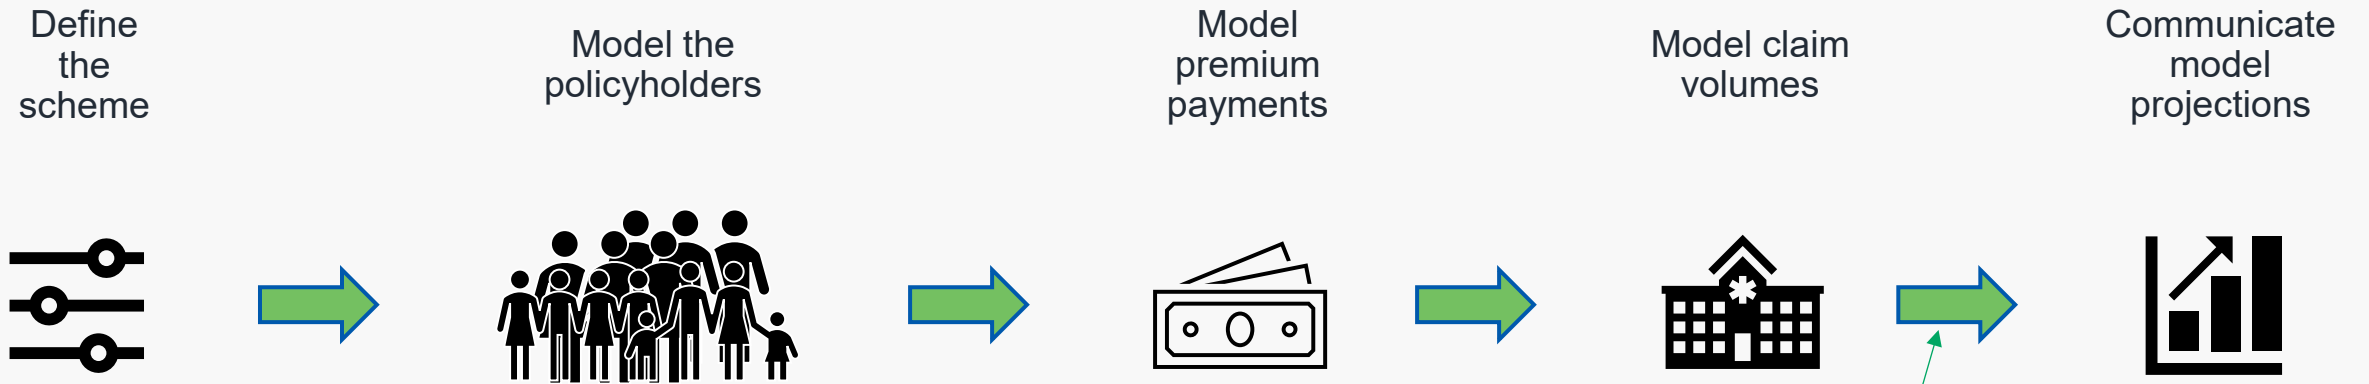 Define
the
scheme
Model the
policyholders
Model
premium
payments
Model claim
volumes
Communicate
model
projections